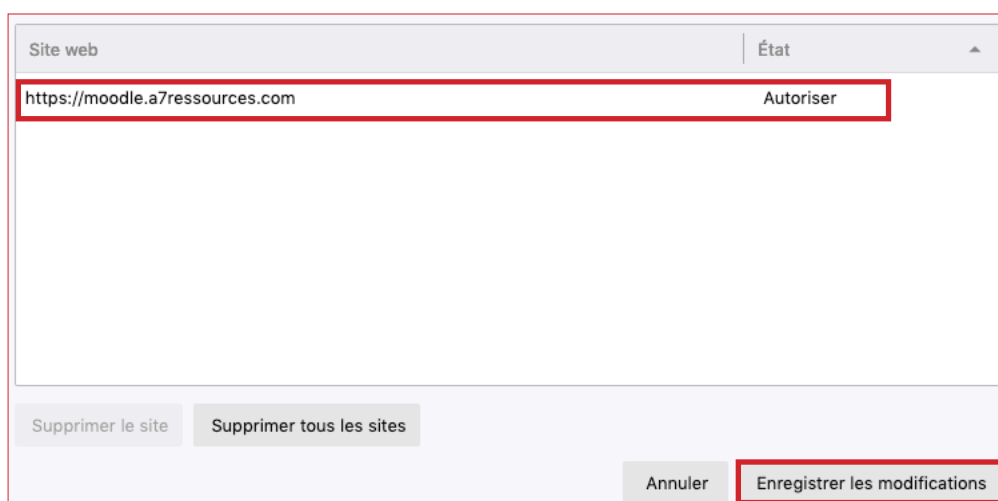 Site web État
https://moodle.a7ressources.com Autoriser
Supprimer le site Supprimer tous les sites
Annuler Enregistrer les modifications